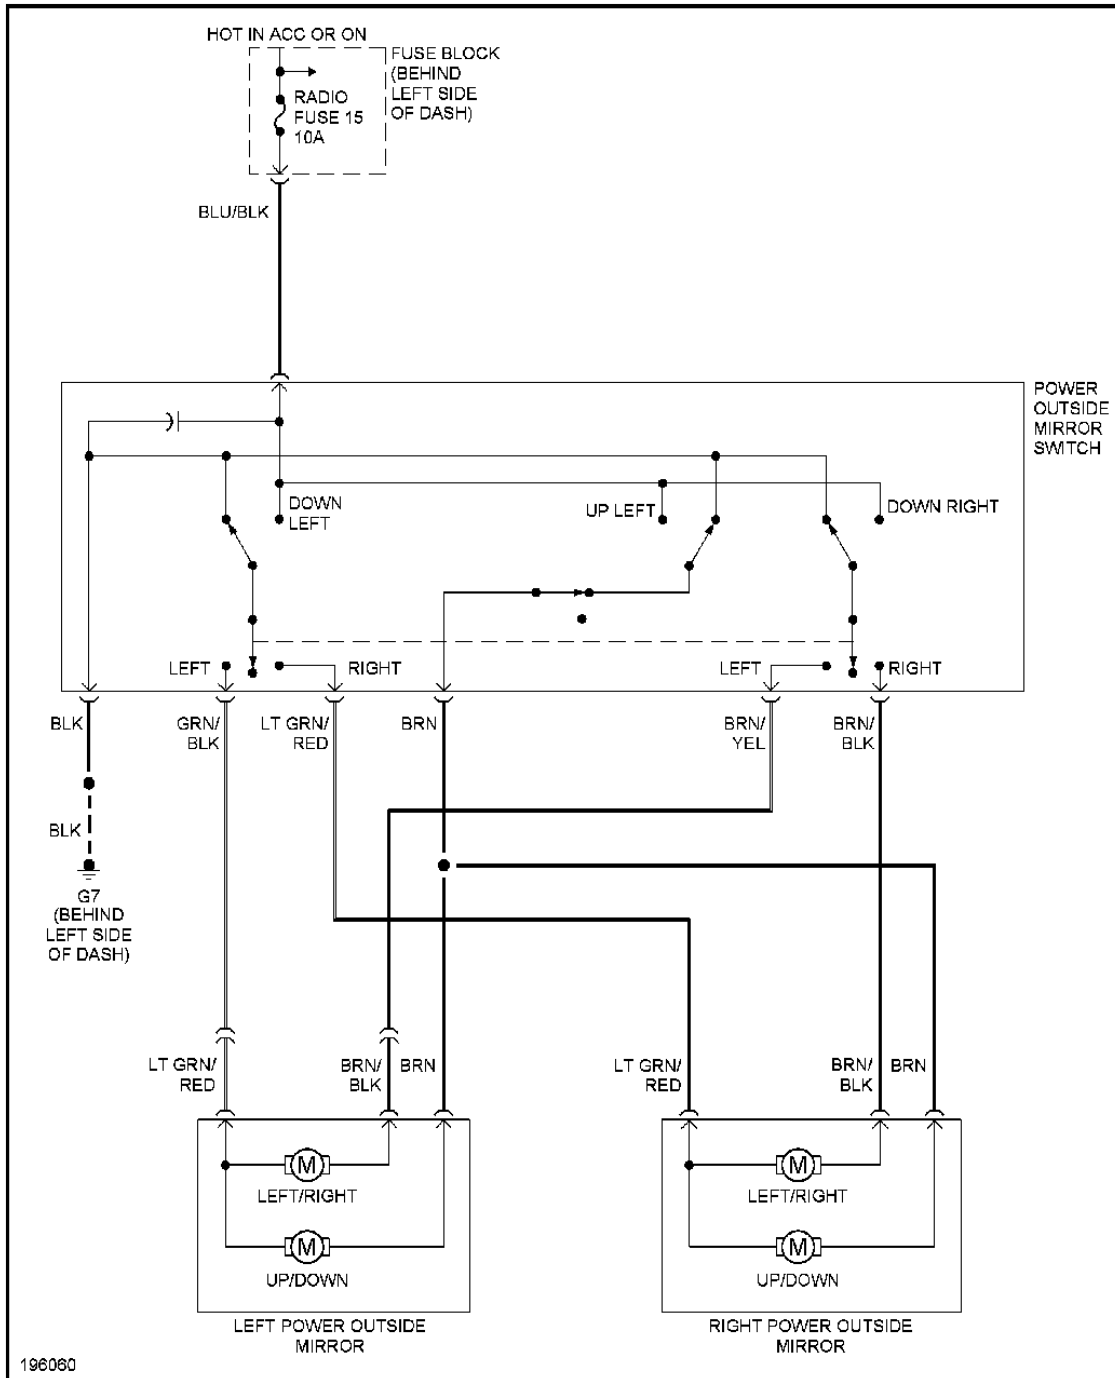 HOT IN ACC OR ON
FUSE BLOCK
(BEHIND
LEFT SIDE
OF DASH)
RADIO
FUSE 15
10A
BLU/BLK
POWER
OUTSIDE
MIRROR
SWITCH
DOWN
LEFT
UP LEFT
DOWN RIGHT
LEFT
RIGHT
LEFT
RIGHT
BLK
GRN/
BLK
LT GRN/
RED
BRN
BRN/
YEL
BRN/
BLK
BLK
G7
(BEHIND
LEFT SIDE
OF DASH)
LT GRN/
RED
BRN/
BLK
BRN
LT GRN/
RED
BRN/
BLK
BRN
M
LEFT/RIGHT
M
UP/DOWN
M
LEFT/RIGHT
M
UP/DOWN
LEFT POWER OUTSIDE
MIRROR
RIGHT POWER OUTSIDE
MIRROR
196060